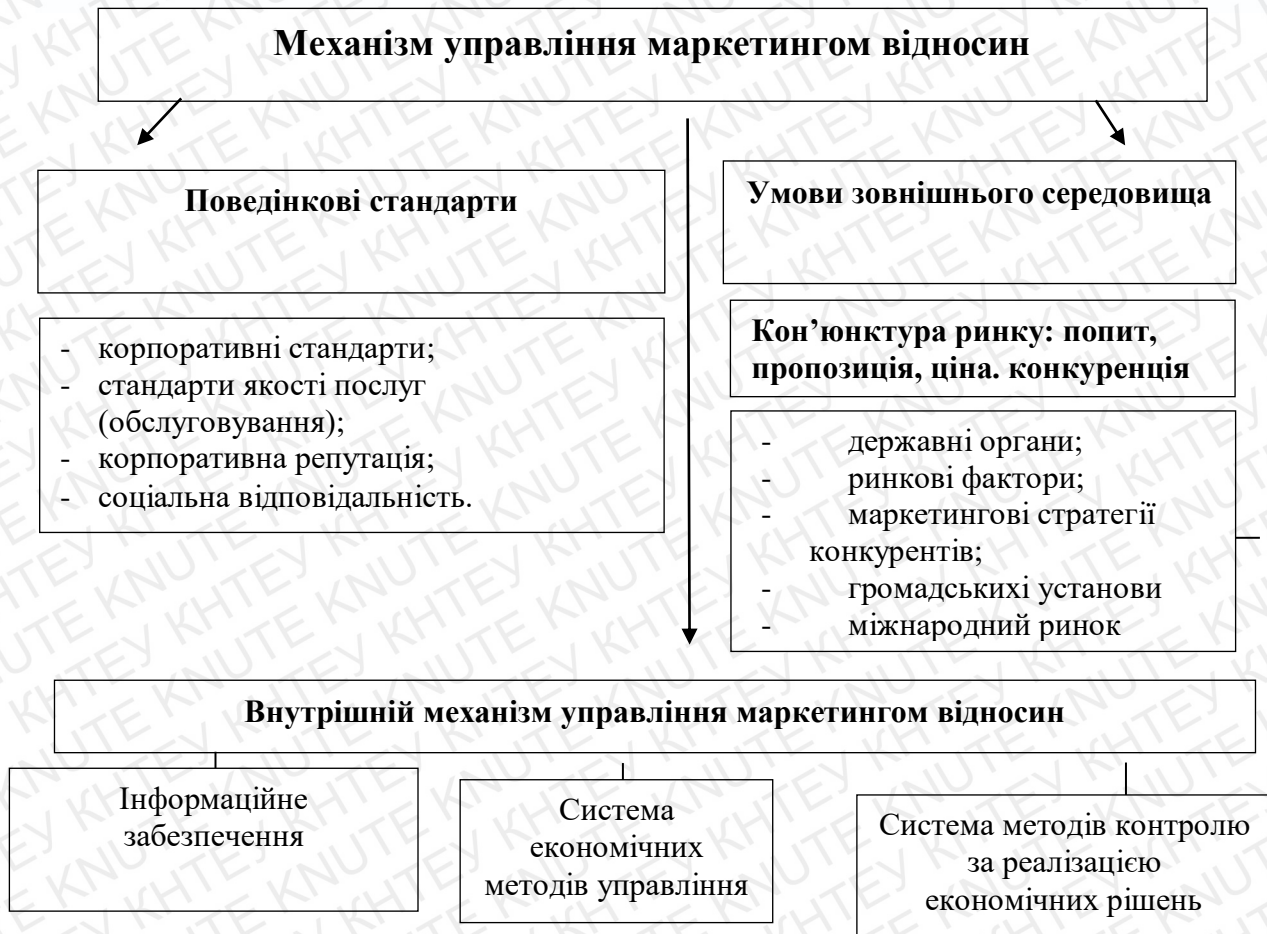 Механізм управління маркетингом відносин
Поведінкові стандарти
- корпоративні стандарти;
- стандарти якості послуг
(обслуговування);
- корпоративна репутація;
- соціальна відповідальність.
Умови зовнішнього середовища
Кон’юнктура ринку: попит,
пропозиція, ціна. конкуренція
- державні органи;
- ринкові фактори;
- маркетингові стратегії
конкурентів;
- громадськихі установи
- міжнародний ринок
Внутрішній механізм управління маркетингом відносин
Інформаційне
забезпечення
Система
економічних
методів управління
Система методів контролю
за реалізацією
економічних рішень